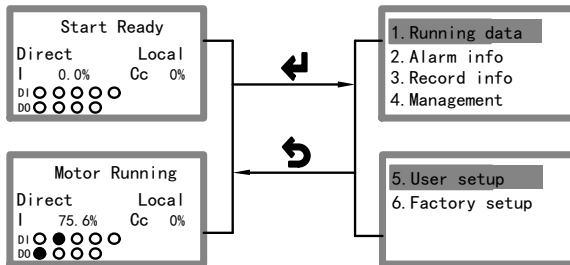 Start Ready
Direct Local
I 0.0% Cc 0%
DI
DO
Motor Running
Direct Local
I 75.6% Cc 0%
DI
DO
1. Running data
2. Alarm info
3. Record info
4. Management
5. User setup
6. Factory setup